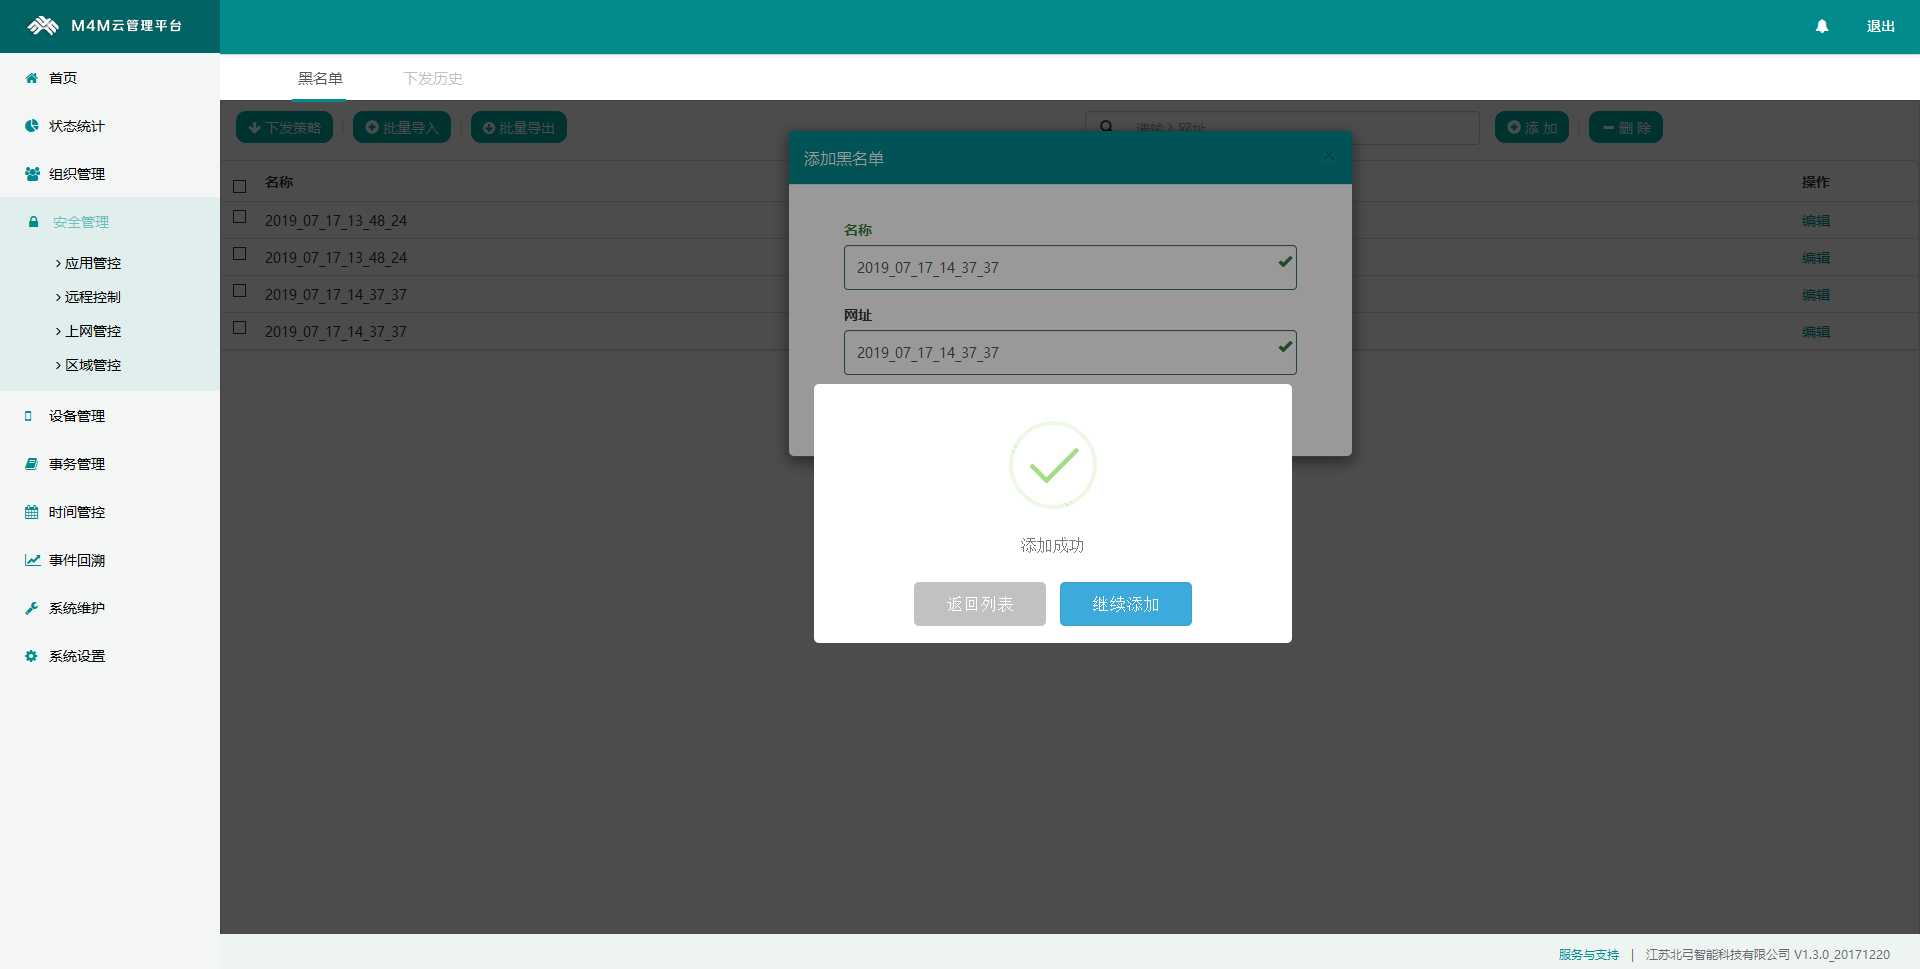 M4M云管理平台
退出
首页
状态统计
组织管理
安全管理
应用管控
远程控制
上网管控
区域管控
设备管理
事务管理
时间管控
事件回溯
系统维护
系统设置
黑名单
下发历史
下发策略
批量导入
批量导出
请输入网址
添 加
删 除
名称
操作
2019_07_17_13_48_24
编辑
2019_07_17_13_48_24
编辑
2019_07_17_14_37_37
编辑
2019_07_17_14_37_37
编辑
添加黑名单
×
名称
2019_07_17_14_37_37
网址
2019_07_17_14_37_37
添加成功
返回列表
继续添加
服务与支持 | 江苏北弓智能科技有限公司 V1.3.0_20171220